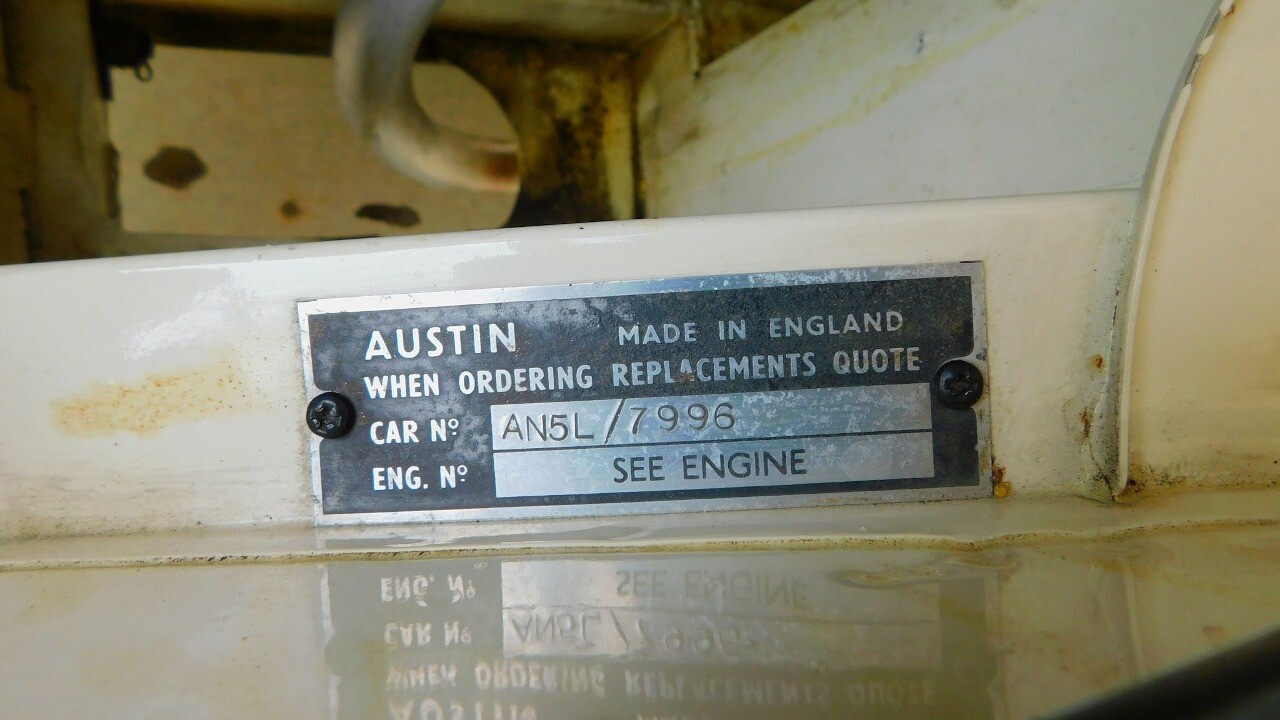 AUSTIN MADE IN ENGLAND
WHEN ORDERING REPLACEMENTS QUOTE
CAR Nº AN5L/7996
ENG. Nº SEE ENGINE